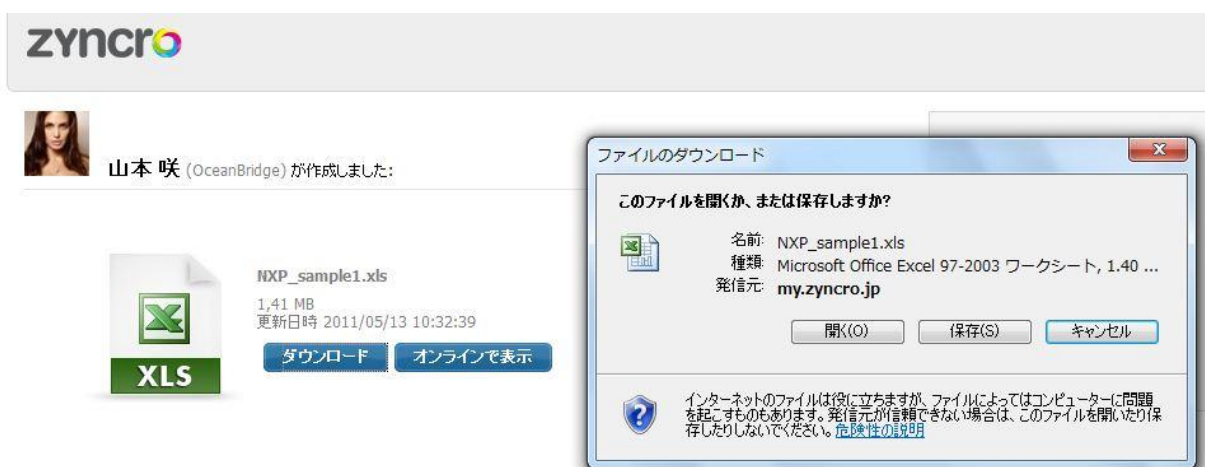 zyncro
山本 咲 (OceanBridge) が作成しました:
NXP_sample1.xls
1,41 MB
更新日時 2011/05/13 10:32:39
ダウンロード オンラインで表示
XLS
ファイルのダウンロード
このファイルを開くか、または保存しますか?
名前: NXP_sample1.xls
種類: Microsoft Office Excel 97-2003 ワークシート, 1.40 ...
発信元: my.zyncro.jp
開く(O) 保存(S) キャンセル
インターネットのファイルは役に立ちますが、ファイルによってはコンピューターに問題
を起こすものもあります。発信元が信頼できない場合は、このファイルを開いたり保
存したりしないでください。危険性の説明